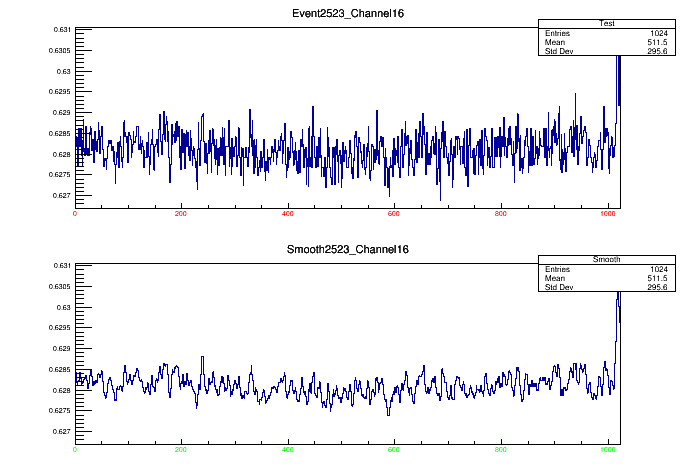 Event2523_Channel16
Test
Entries 1024
Mean 511.5
Std Dev 295.6
0.631
0.6305
0.63
0.6295
0.629
0.6285
0.628
0.6275
0.627
0 200 400 600 800 1000
Smooth2523_Channel16
Smooth
Entries 1024
Mean 511.5
Std Dev 295.6
0.631
0.6305
0.63
0.6295
0.629
0.6285
0.628
0.6275
0.627
0 200 400 600 800 1000